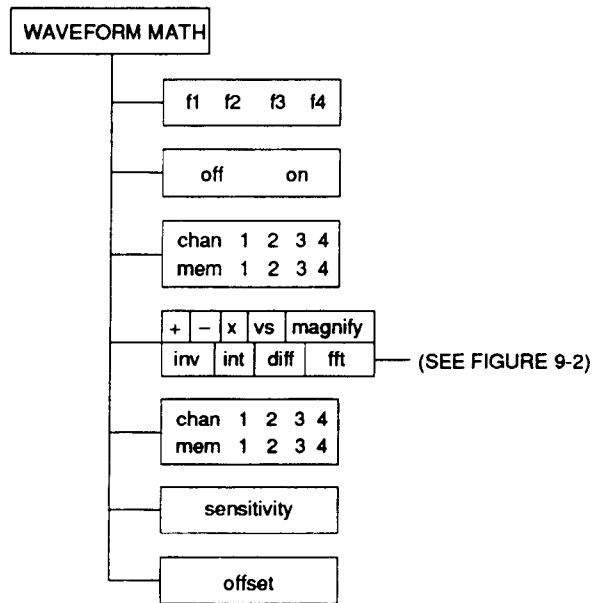 WAVEFORM MATH
f1 f2 f3 f4
off on
chan 1 2 3 4
mem 1 2 3 4
+ − x vs magnify
inv int diff fft (SEE FIGURE 9-2)
chan 1 2 3 4
mem 1 2 3 4
sensitivity
offset